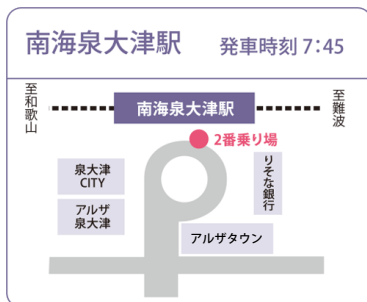 南海泉大津駅
発車時刻 7:45
至和歌山
南海泉大津駅
至難波
2番乗り場
泉大津
CITY
りそな銀行
アルザ
泉大津
アルザタウン